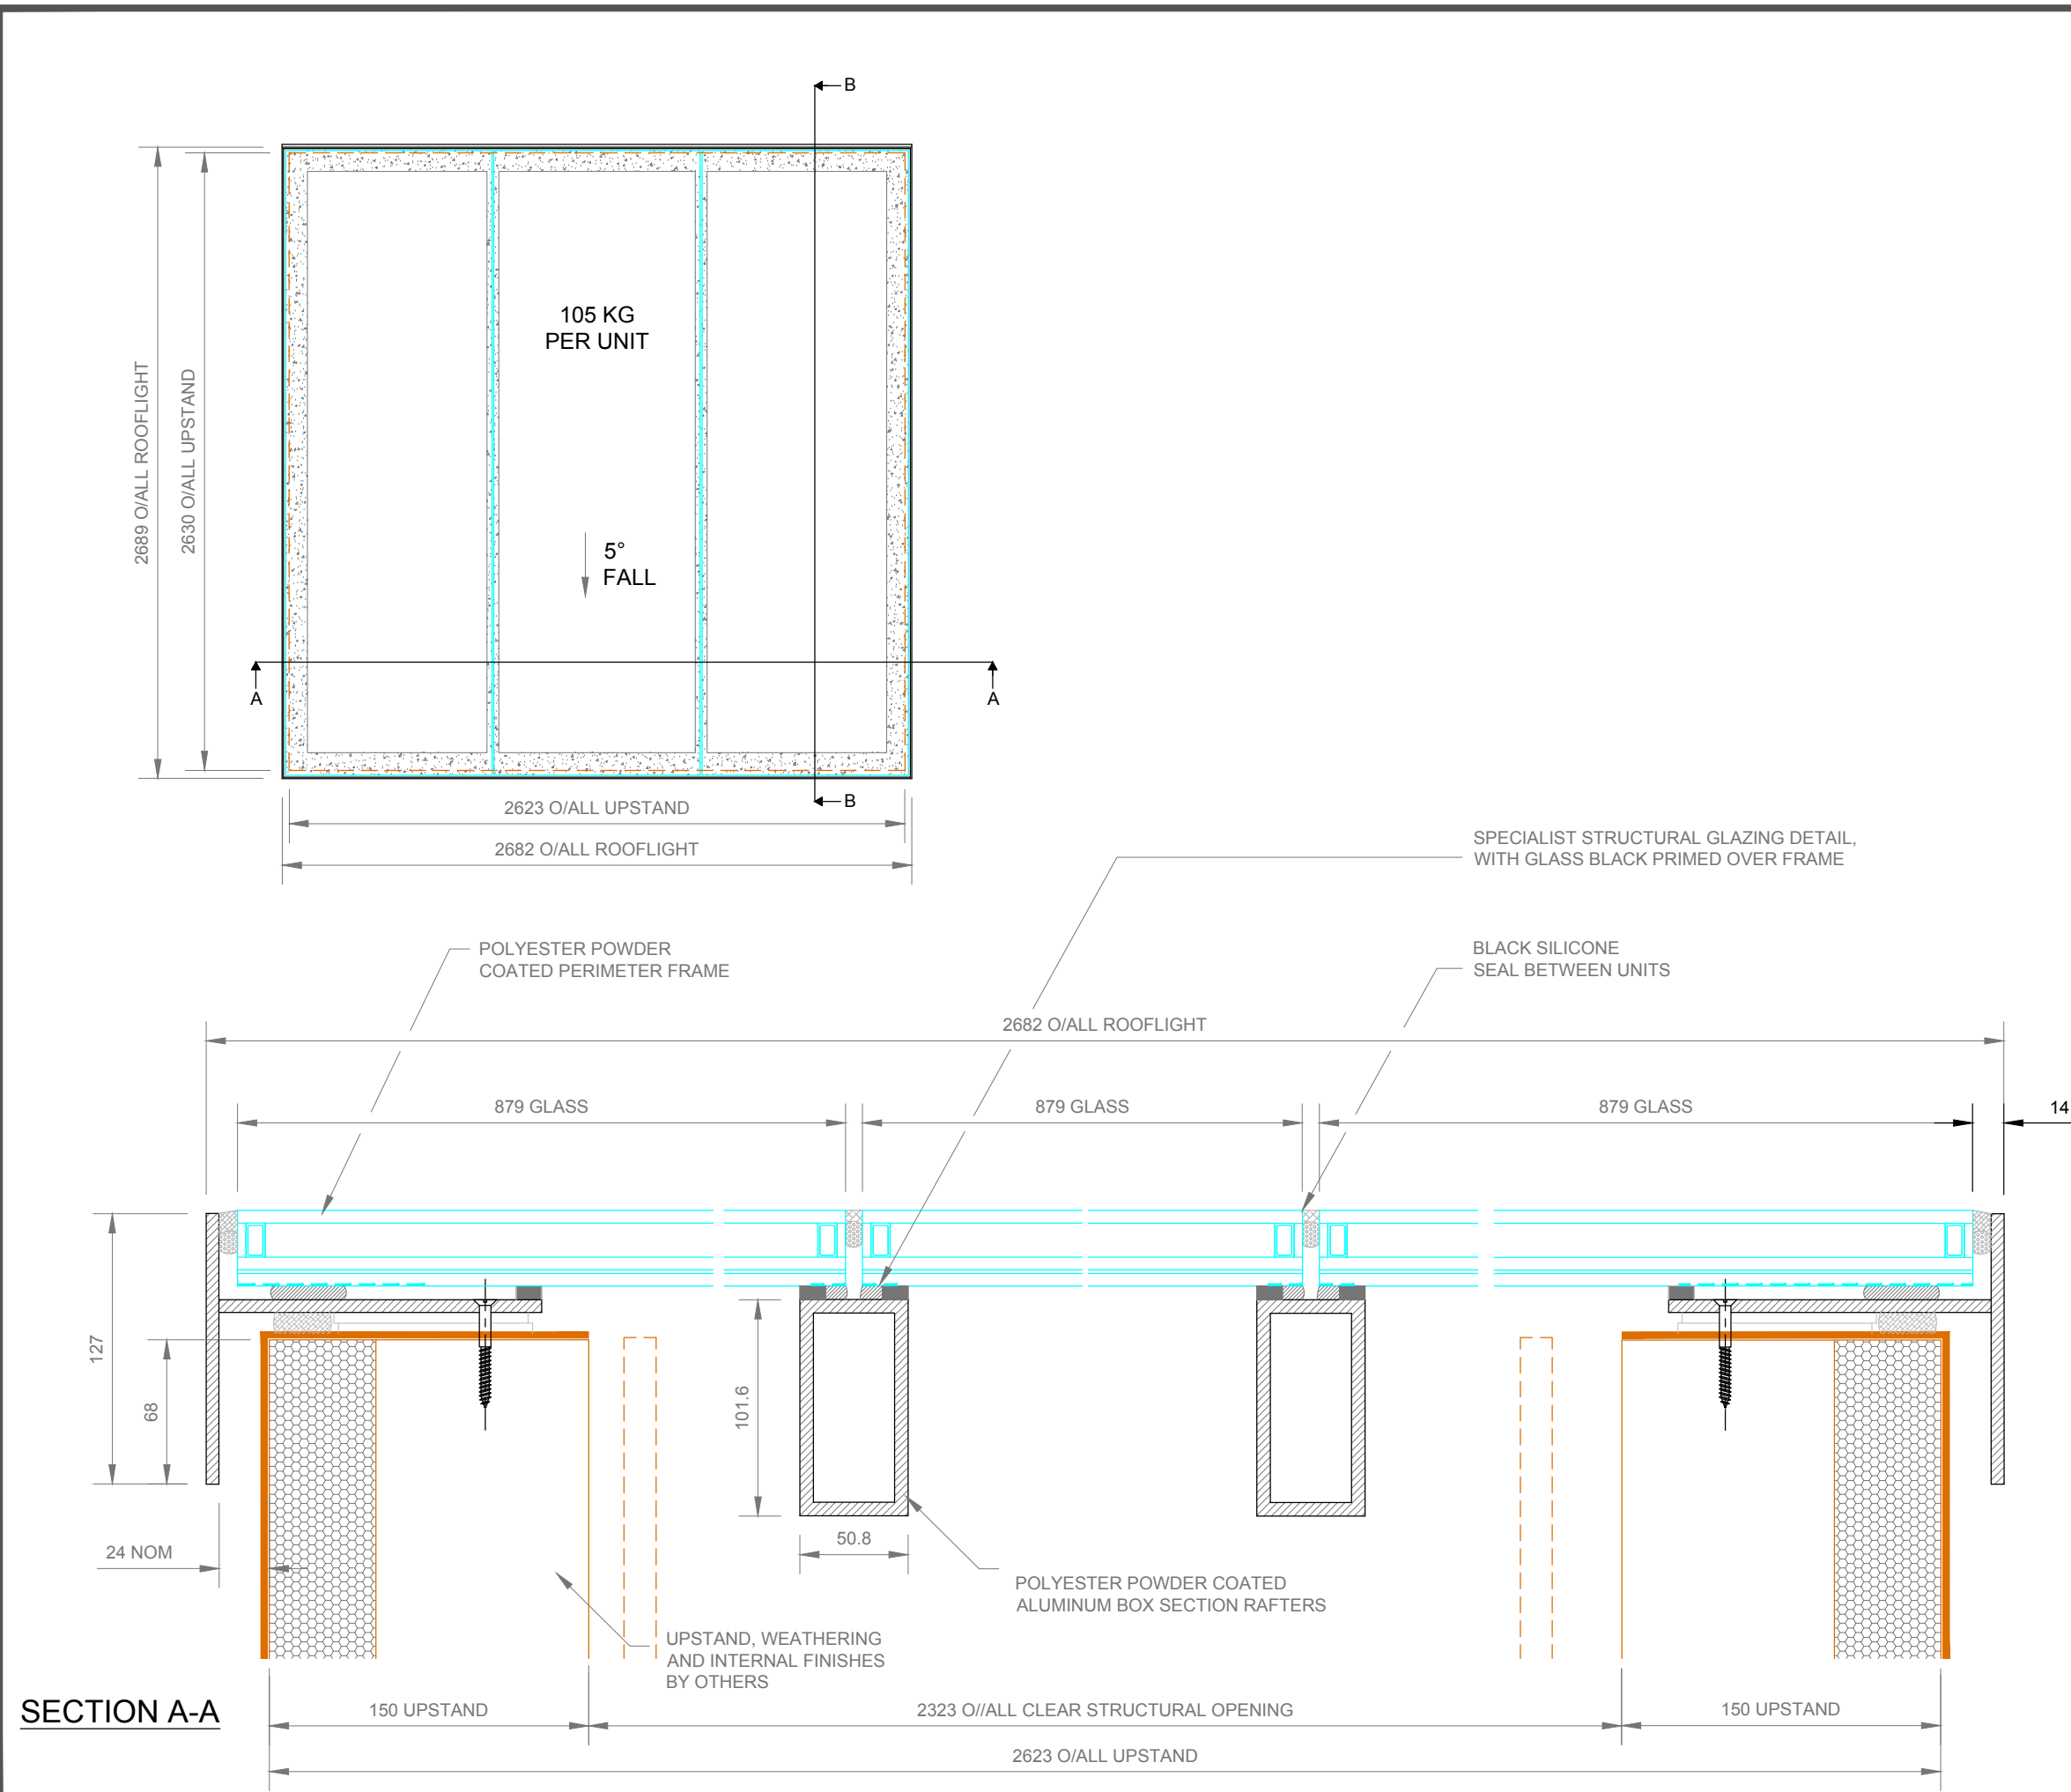 B
2689 O/ALL ROOFLIGHT
2630 O/ALL UPSTAND
105 KG
PER UNIT
5°
FALL
A
A
B
2623 O/ALL UPSTAND
2682 O/ALL ROOFLIGHT
SPECIALIST STRUCTURAL GLAZING DETAIL,
WITH GLASS BLACK PRIMED OVER FRAME
POLYESTER POWDER
COATED PERIMETER FRAME
BLACK SILICONE
SEAL BETWEEN UNITS
2682 O/ALL ROOFLIGHT
879 GLASS
879 GLASS
879 GLASS
14
127
68
101.6
24 NOM
50.8
POLYESTER POWDER COATED
ALUMINUM BOX SECTION RAFTERS
UPSTAND, WEATHERING
AND INTERNAL FINISHES
BY OTHERS
SECTION A-A
150 UPSTAND
2323 O//ALL CLEAR STRUCTURAL OPENING
150 UPSTAND
2623 O/ALL UPSTAND